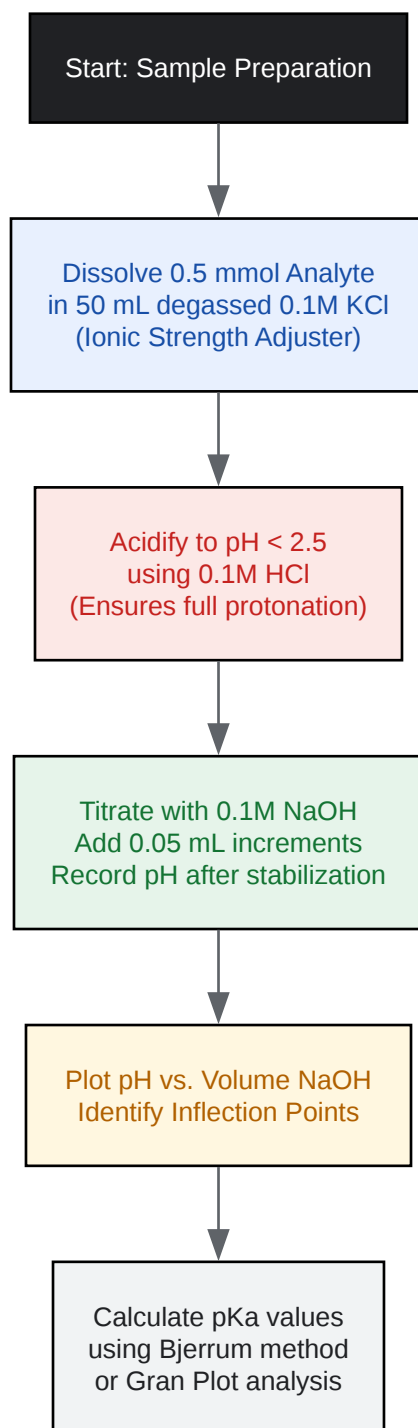 Start: Sample Preparation
Dissolve 0.5 mmol Analyte
in 50 mL degassed 0.1M KCl
(Ionic Strength Adjuster)
Acidify to pH < 2.5
using 0.1M HCl
(Ensures full protonation)
Titrate with 0.1M NaOH
Add 0.05 mL increments
Record pH after stabilization
Plot pH vs. Volume NaOH
Identify Inflection Points
Calculate pKa values
using Bjerrum method
or Gran Plot analysis